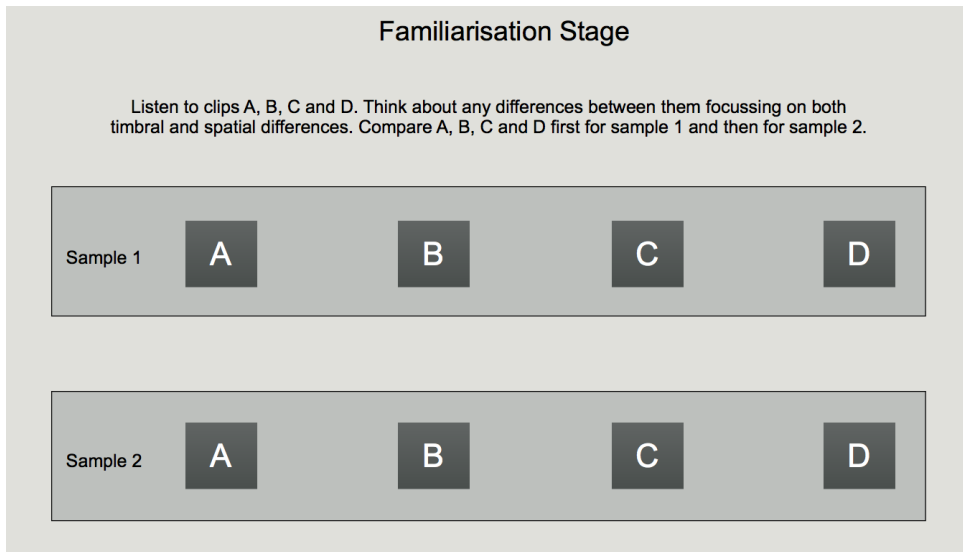 Familiarisation Stage
Listen to clips A, B, C and D. Think about any differences between them focussing on both
timbral and spatial differences. Compare A, B, C and D first for sample 1 and then for sample 2.
Sample 1 A B C D
Sample 2 A B C D